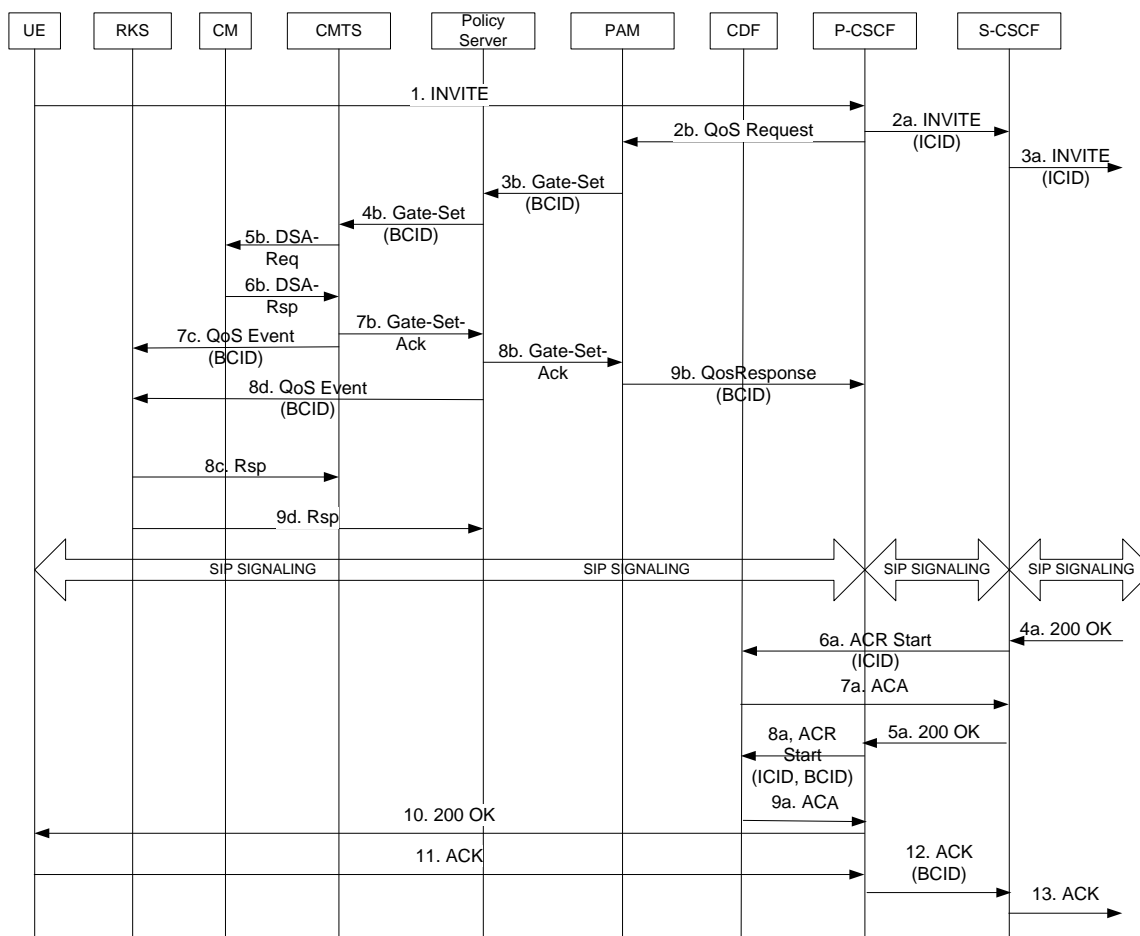 UE
RKS
CM
CMTS
Policy
Server
PAM
CDF
P-CSCF
S-CSCF
1. INVITE
2a. INVITE
(ICID)
2b. QoS Request
3a. INVITE
(ICID)
3b. Gate-Set
(BCID)
4b. Gate-Set
(BCID)
5b. DSA-
Req
6b. DSA-
Rsp
7b. Gate-Set-
Ack
7c. QoS Event
(BCID)
8b. Gate-Set-
Ack
9b. QosResponse
(BCID)
8d. QoS Event
(BCID)
8c. Rsp
9d. Rsp
SIP SIGNALING
SIP SIGNALING
SIP SIGNALING
SIP SIGNALING
4a. 200 OK
6a. ACR Start
(ICID)
7a. ACA
5a. 200 OK
8a, ACR
Start
(ICID, BCID)
9a. ACA
10. 200 OK
11. ACK
12. ACK
(BCID)
13. ACK